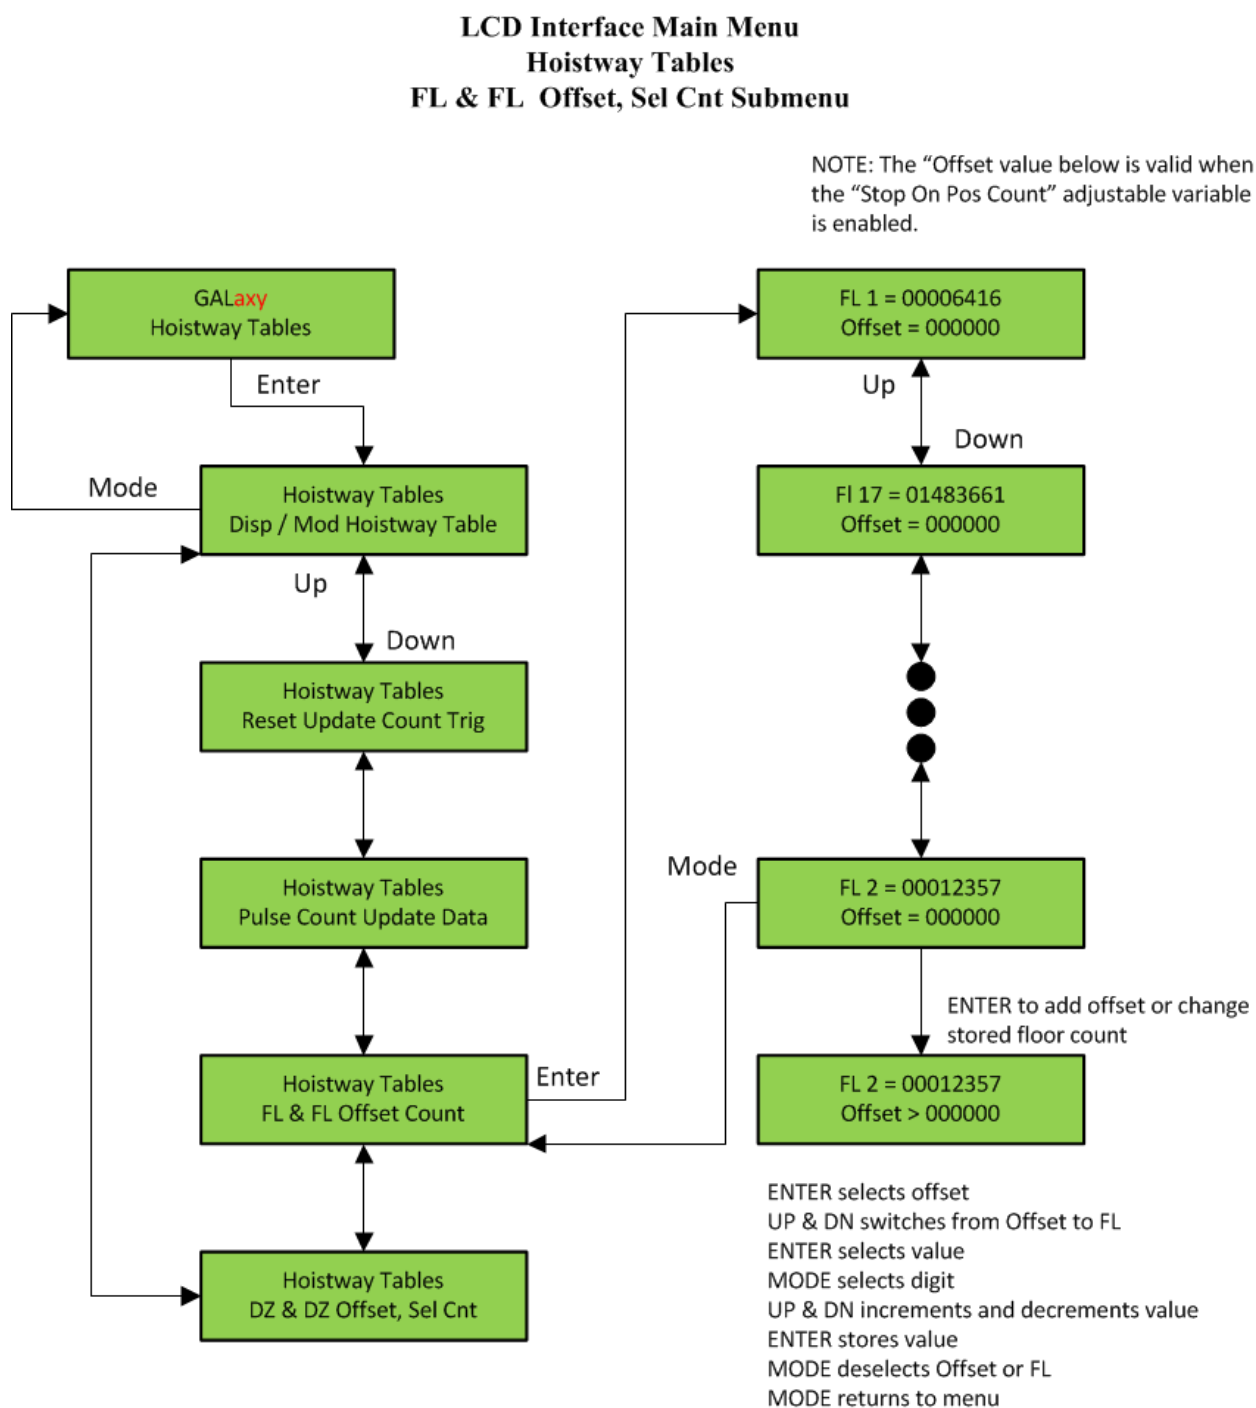 LCD Interface Main Menu
Hoistway Tables
FL & FL Offset, Sel Cnt Submenu
NOTE: The “Offset value below is valid when
the “Stop On Pos Count” adjustable variable
is enabled.
GALaxy
Hoistway Tables
Enter
Mode
Hoistway Tables
Disp / Mod Hoistway Table
Up
Down
Hoistway Tables
Reset Update Count Trig
Hoistway Tables
Pulse Count Update Data
Hoistway Tables
FL & FL Offset Count
Enter
Hoistway Tables
DZ & DZ Offset, Sel Cnt
FL 1 = 00006416
Offset = 000000
Up
Down
Fl 17 = 01483661
Offset = 000000
Mode
FL 2 = 00012357
Offset = 000000
ENTER to add offset or change
stored floor count
FL 2 = 00012357
Offset > 000000
ENTER selects offset
UP & DN switches from Offset to FL
ENTER selects value
MODE selects digit
UP & DN increments and decrements value
ENTER stores value
MODE deselects Offset or FL
MODE returns to menu